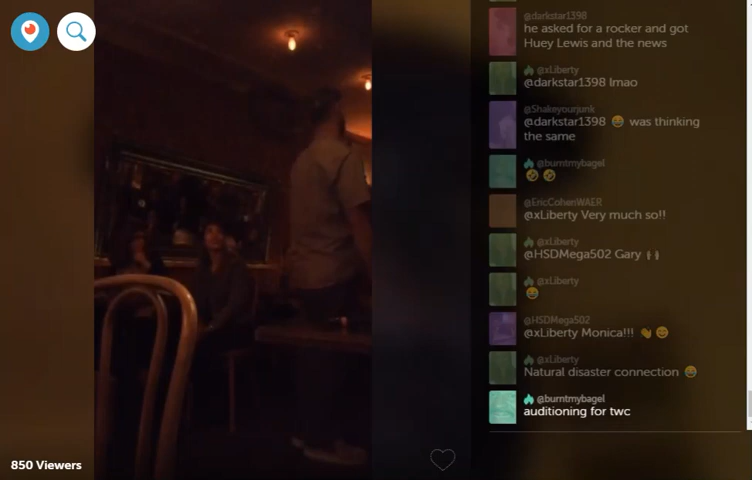 @darkstar1398
he asked for a rocker and got
Huey Lewis and the news
@xLiberty
@darkstar1398 lmao
@Shakeyourjunk
@darkstar1398 😂 was thinking
the same
@burntmybagel
🤣 🤣
@EricCohenWAER
@xLiberty Very much so!!
@xLiberty
@HSDMega502 Gary 🙌
@xLiberty
😂
@HSDMega502
@xLiberty Monica!!! 👋 😄
@xLiberty
Natural disaster connection 😂
@burntmybagel
auditioning for twc
850 Viewers